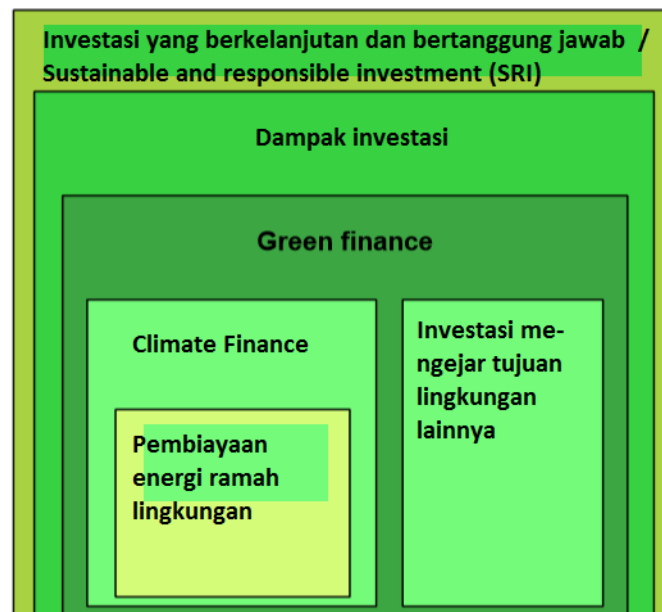 Investasi yang berkelanjutan dan bertanggung jawab /
Sustainable and responsible investment (SRI)
Dampak investasi
Green finance
Climate Finance
Pembiayaan
energi ramah
lingkungan
Investasi me-
ngejar tujuan
lingkungan
lainnya